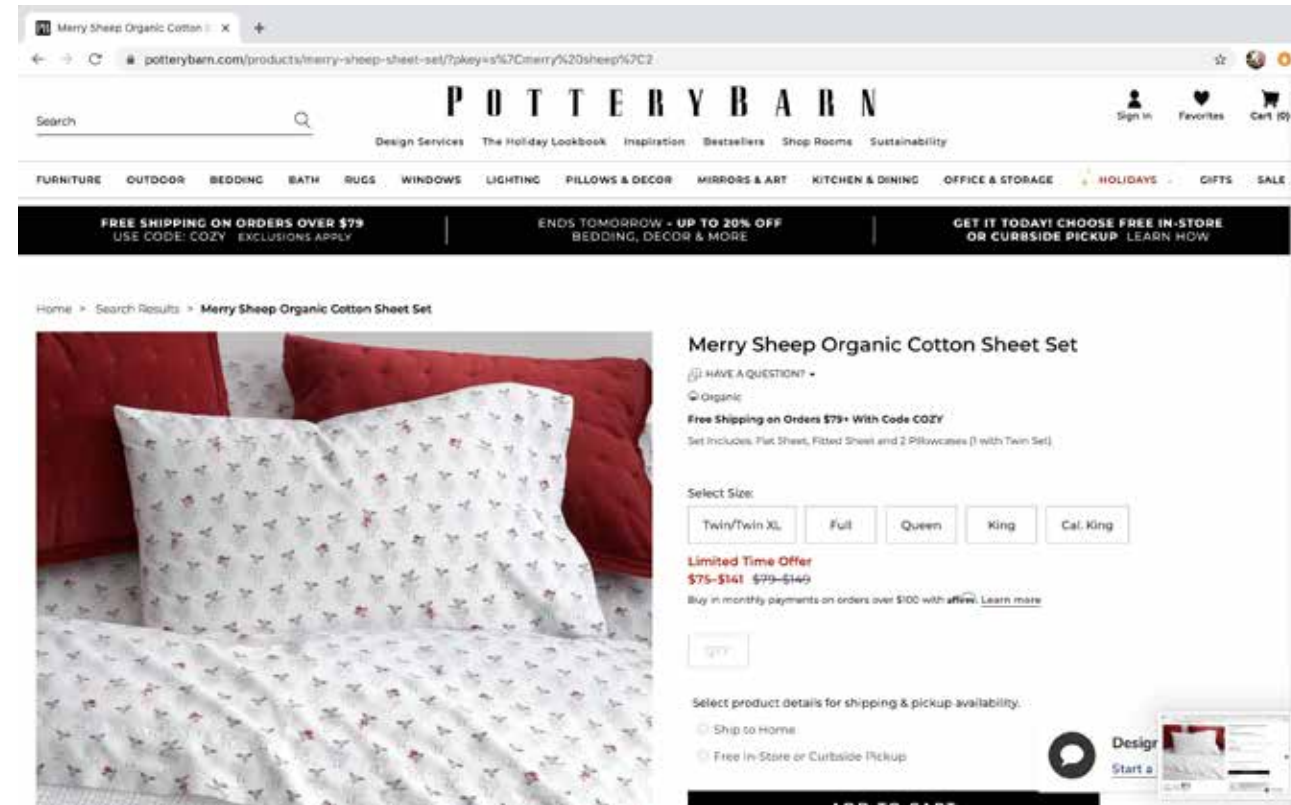 Merry Sheep Organic Cotton
potterybarn.com/products/merry-sheep-sheet-set/?pkey=s%7Cmerry%20sheep%7C2
Search
POTTERY BARN
Sign In Favorites Cart (0)
Design Services The Holiday Lookbook Inspiration Bestsellers Shop Rooms Sustainability
FURNITURE OUTDOOR BEDDING BATH RUGS WINDOWS LIGHTING PILLOWS & DECOR MIRRORS & ART KITCHEN & DINING OFFICE & STORAGE HOLIDAYS GIFTS SALE
FREE SHIPPING ON ORDERS OVER $79
USE CODE: COZY EXCLUSIONS APPLY
ENDS TOMORROW - UP TO 20% OFF
BEDDING, DECOR & MORE
GET IT TODAY! CHOOSE FREE IN-STORE
OR CURBSIDE PICKUP LEARN HOW
Home > Search Results > Merry Sheep Organic Cotton Sheet Set
Merry Sheep Organic Cotton Sheet Set
HAVE A QUESTION?
Organic
Free Shipping on Orders $79+ With Code COZY
Set Includes: Flat Sheet, Fitted Sheet and 2 Pillowcases (1 with Twin Set)
Select Size:
Twin/Twin XL Full Queen King Cal. King
Limited Time Offer
$75-$141 $79-$149
Buy in monthly payments on orders over $100 with affirm. Learn more
QTY
Select product details for shipping & pickup availability.
Ship to Home
Free In-Store or Curbside Pickup
Design
Start a
ADD TO CART